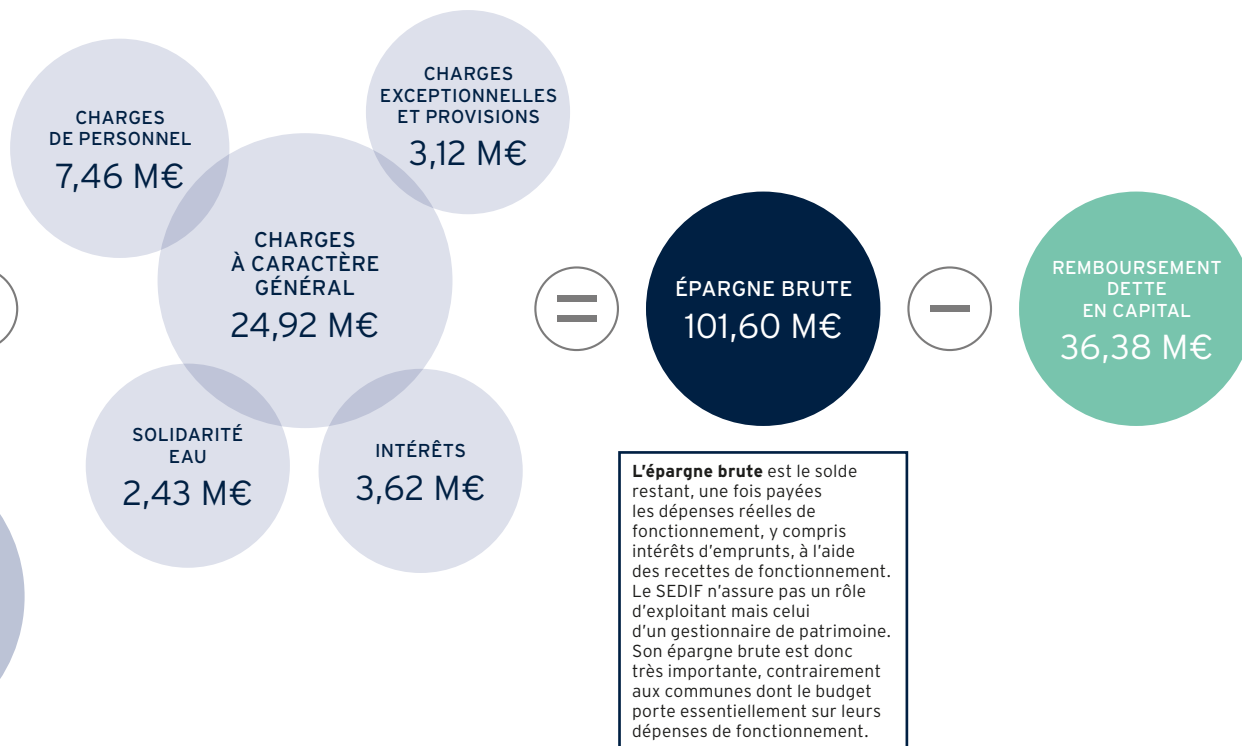 CHARGES
DE PERSONNEL
7,46 M€
CHARGES
EXCEPTIONNELLES
ET PROVISIONS
3,12 M€
CHARGES
À CARACTÈRE
GÉNÉRAL
24,92 M€
SOLIDARITÉ
EAU
2,43 M€
INTÉRÊTS
3,62 M€
ÉPARGNE BRUTE
101,60 M€
REMBOURSEMENT
DETTE
EN CAPITAL
36,38 M€
L'épargne brute est le solde
restant, une fois payées
les dépenses réelles de
fonctionnement, y compris
intérêts d'emprunts, à l'aide
des recettes de fonctionnement.
Le SEDIF n'assure pas un rôle
d'exploitant mais celui
d'un gestionnaire de patrimoine.
Son épargne brute est donc
très importante, contrairement
aux communes dont le budget
porte essentiellement sur leurs
dépenses de fonctionnement.